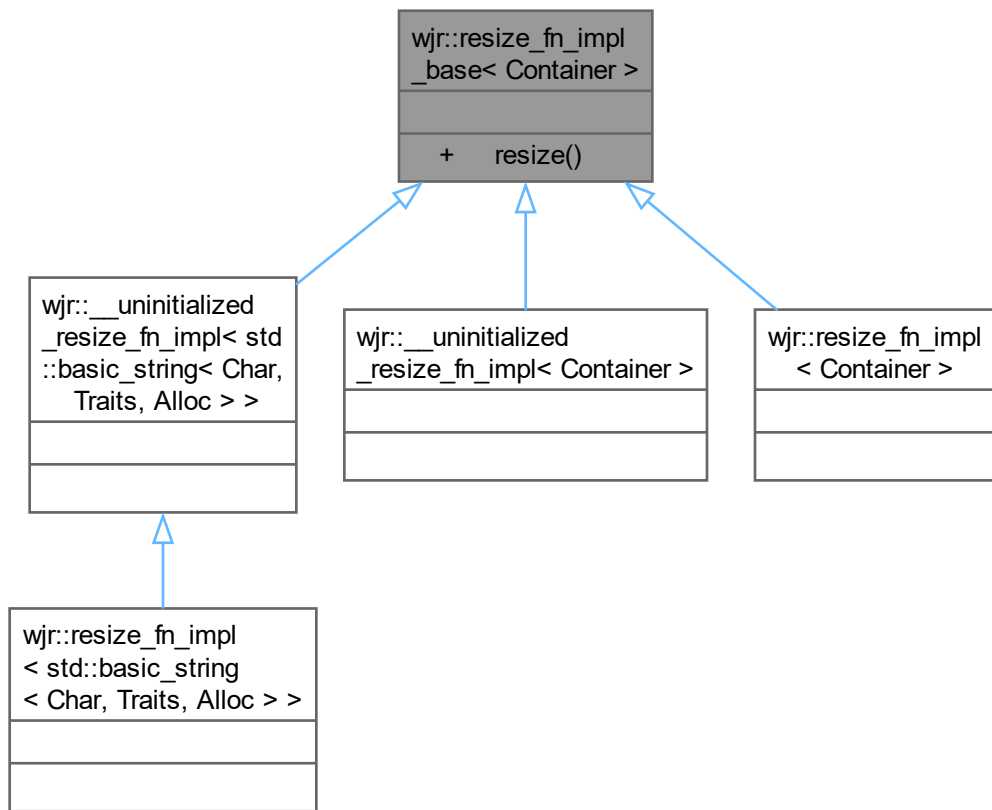 wjr::resize_fn_impl
_base< Container >
+ resize()
wjr::__uninitialized
_resize_fn_impl< std
::basic_string< Char,
Traits, Alloc > >
wjr::__uninitialized
_resize_fn_impl< Container >
wjr::resize_fn_impl
< Container >
wjr::resize_fn_impl
< std::basic_string
< Char, Traits, Alloc > >